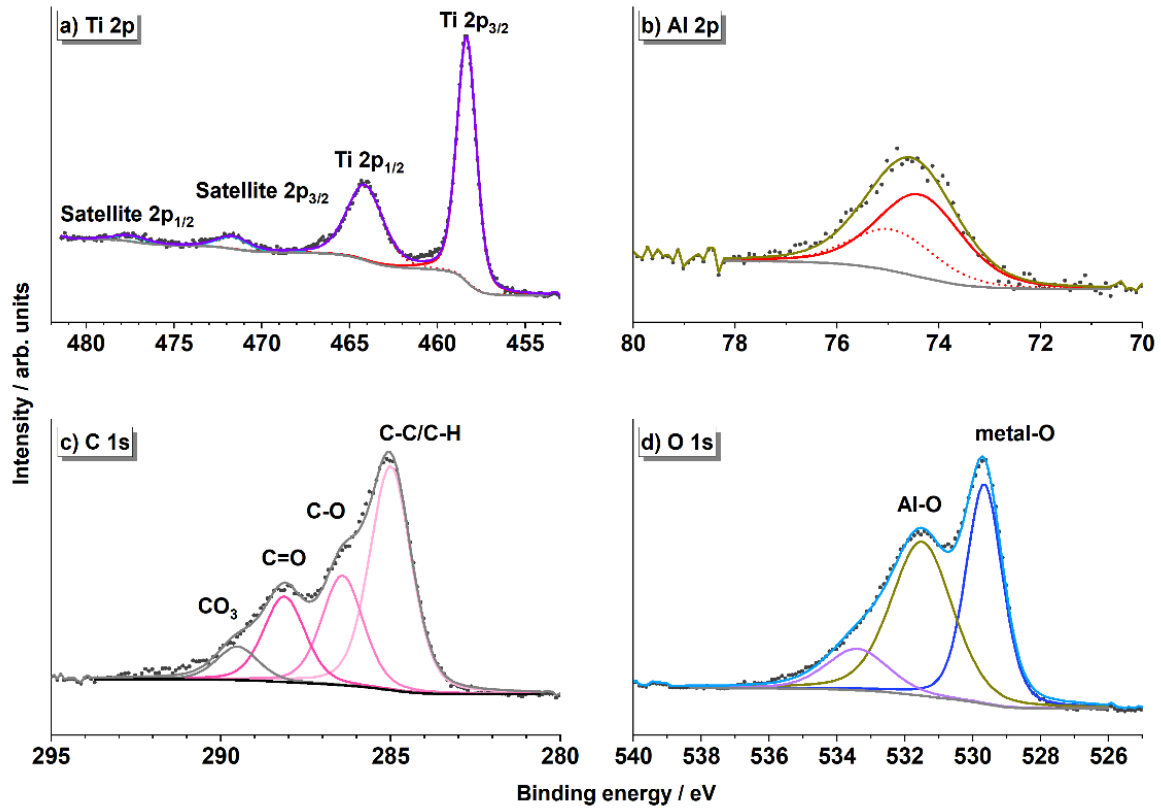 a) Ti 2p
Ti 2p3/2
Ti 2p1/2
Satellite 2p3/2
Satellite 2p1/2
480 475 470 465 460 455
b) Al 2p
80 78 76 74 72 70
Intensity / arb. units
c) C 1s
C-C/C-H
C-O
C=O
CO3
295 290 285 280
d) O 1s
metal-O
Al-O
540 538 536 534 532 530 528 526
Binding energy / eV